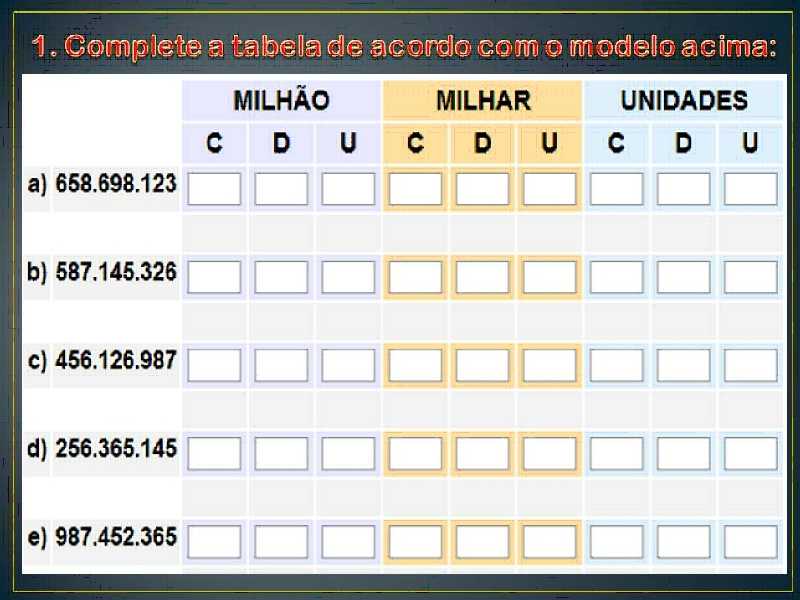 1. Complete a tabela de acordo com o modelo acima:
MILHÃO MILHAR UNIDADES
C D U C D U C D U
a) 658.698.123
b) 587.145.326
c) 456.126.987
d) 256.365.145
e) 987.452.365